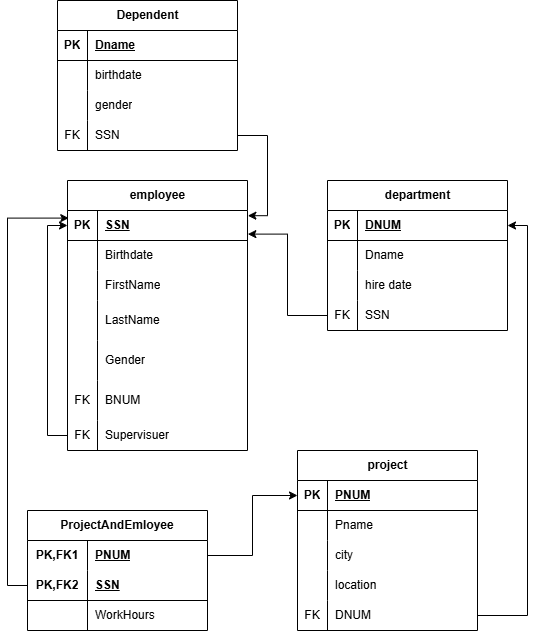 Dependent
PK Dname
birthdate
gender
FK SSN
employee
PK SSN
Birthdate
FirstName
LastName
Gender
FK BNUM
FK Supervisuer
department
PK DNUM
Dname
hire date
FK SSN
project
PK PNUM
Pname
city
location
FK DNUM
ProjectAndEmloyee
PK,FK1 PNUM
PK,FK2 SSN
WorkHours